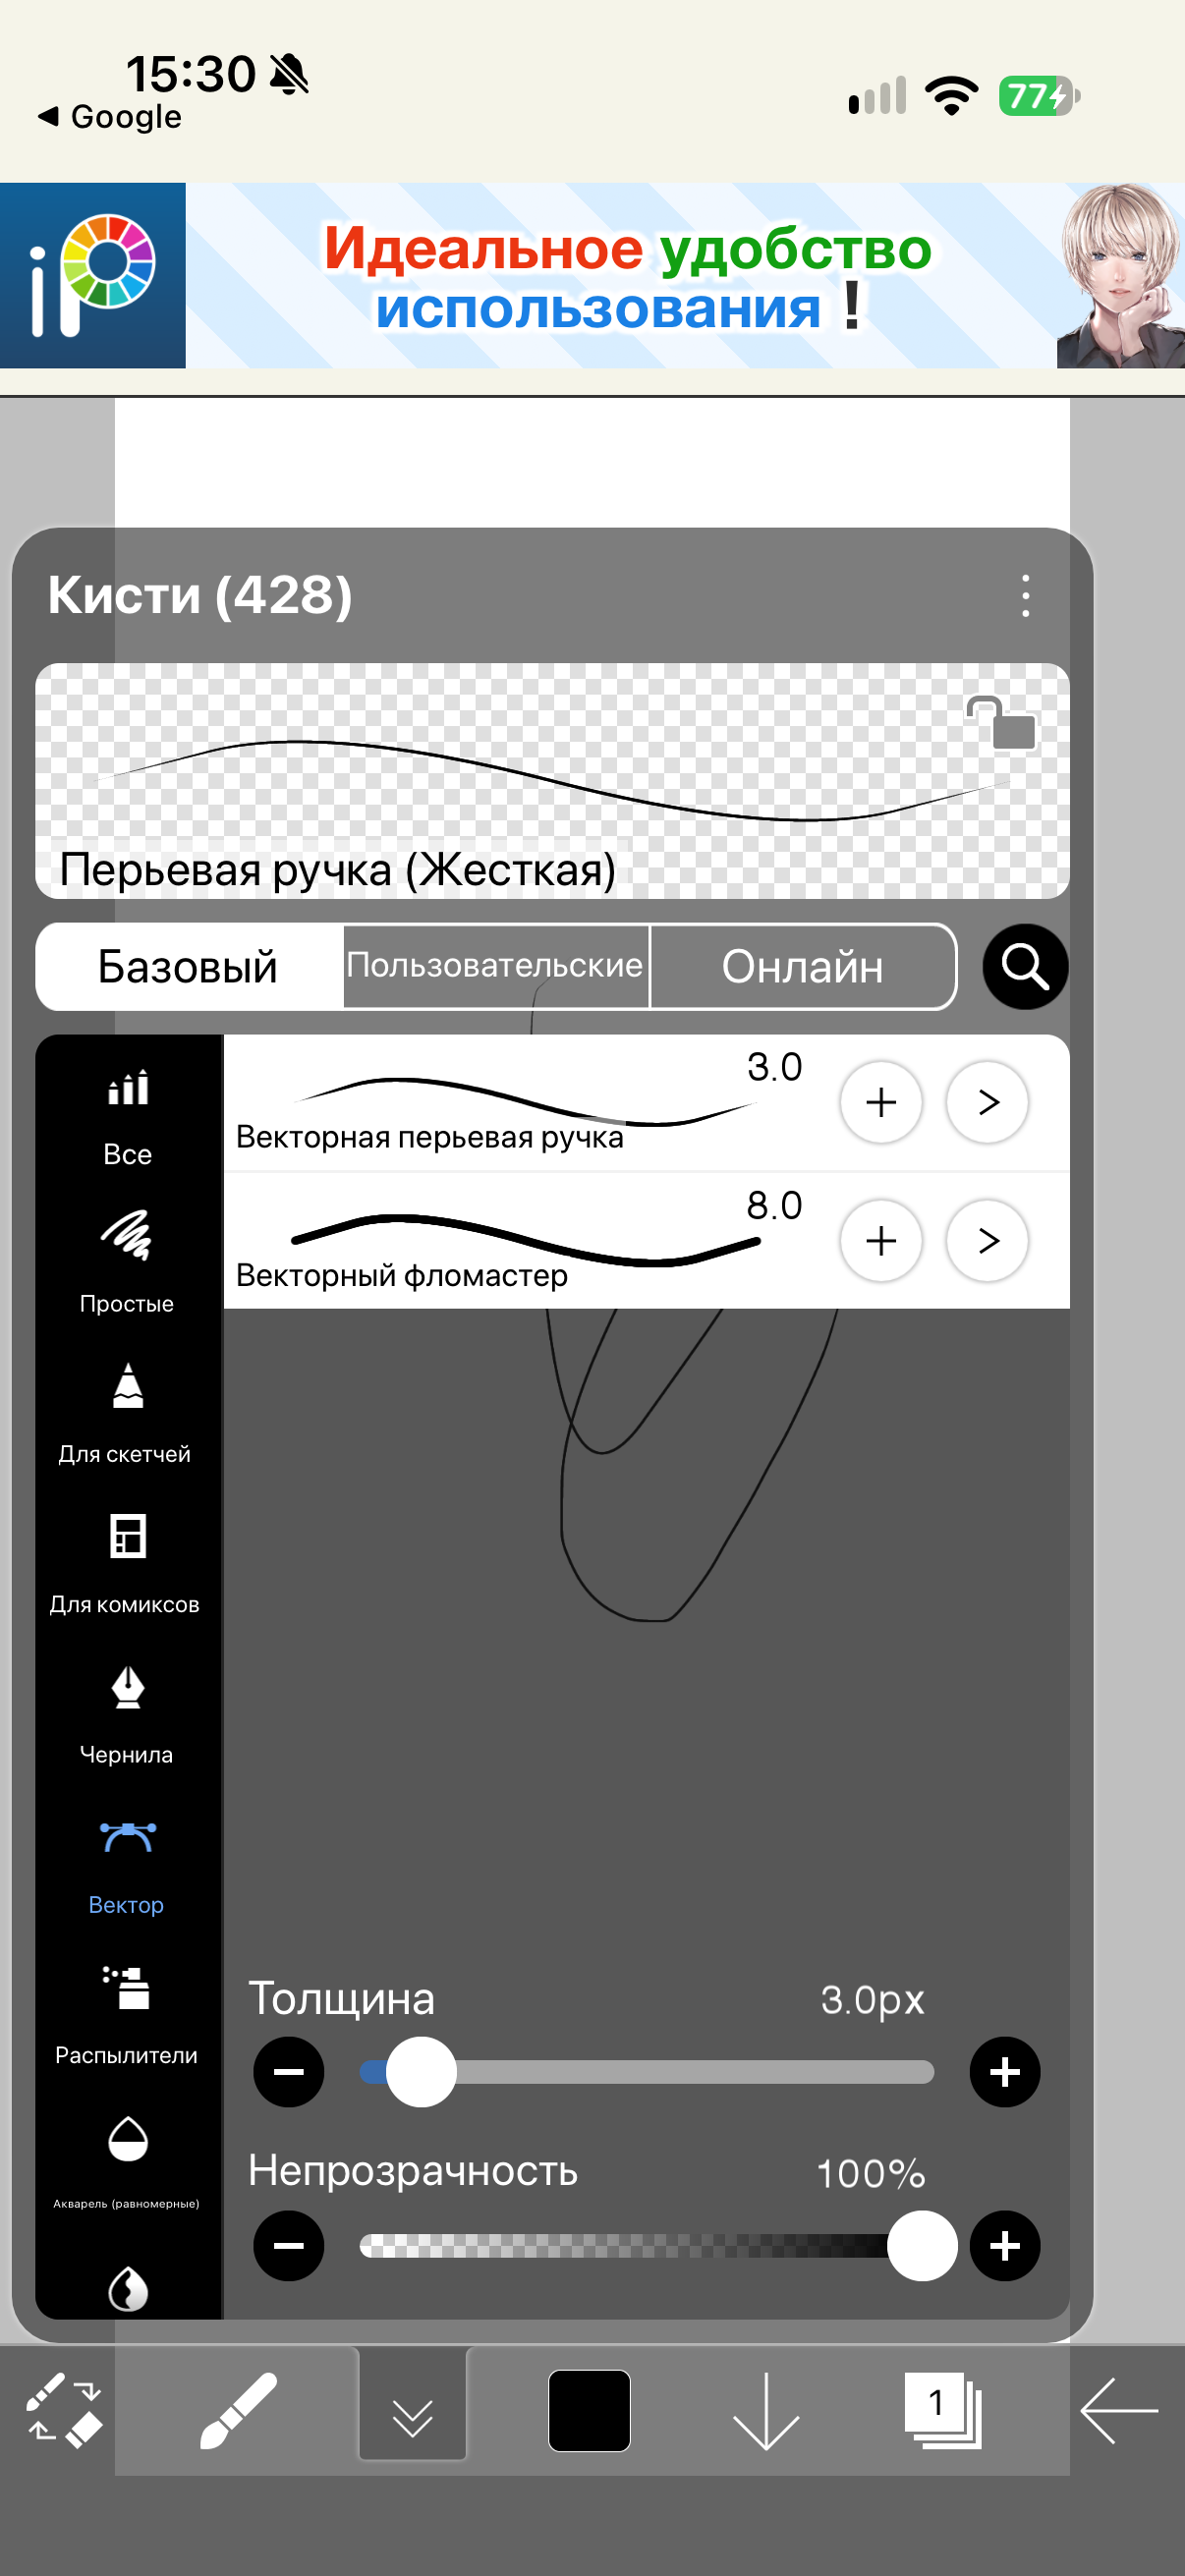 15:30
◀ Google
77
iP
Идеальное удобство
использования !
Кисти (428)
Перьевая ручка (Жесткая)
Базовый
Пользовательские
Онлайн
Все
3.0
Векторная перьевая ручка
8.0
Векторный фломастер
Простые
Для скетчей
Для комиксов
Чернила
Вектор
Распылители
Акварель (равномерные)
Толщина
3.0px
Непрозрачность
100%
1